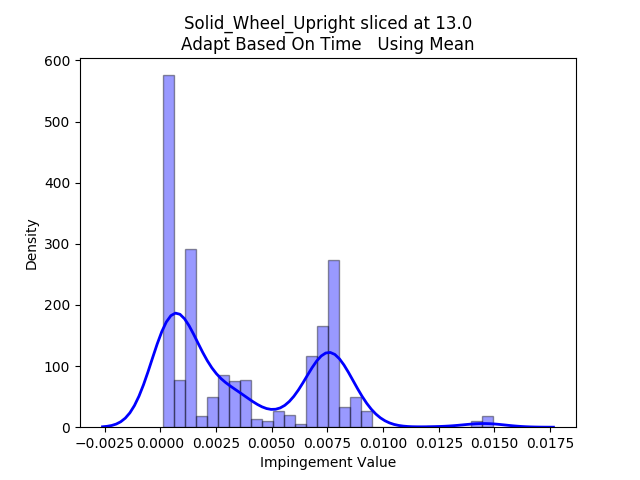 Solid_Wheel_Upright sliced at 13.0
Adapt Based On Time   Using Mean
600
500
400
300
200
100
0
Density
−0.0025 0.0000 0.0025 0.0050 0.0075 0.0100 0.0125 0.0150 0.0175
Impingement Value